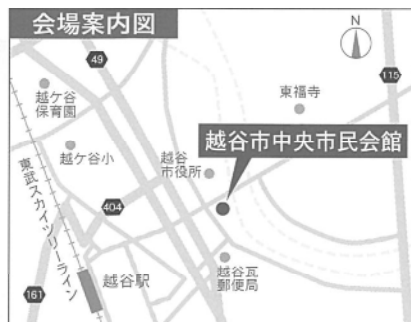 会場案内図
N
49
115
越ケ谷
保育園
東福寺
越谷市中央市民会館
越ケ谷小
越谷
市役所
東武スカイツリーライン
404
越谷駅
越谷瓦
郵便局
161